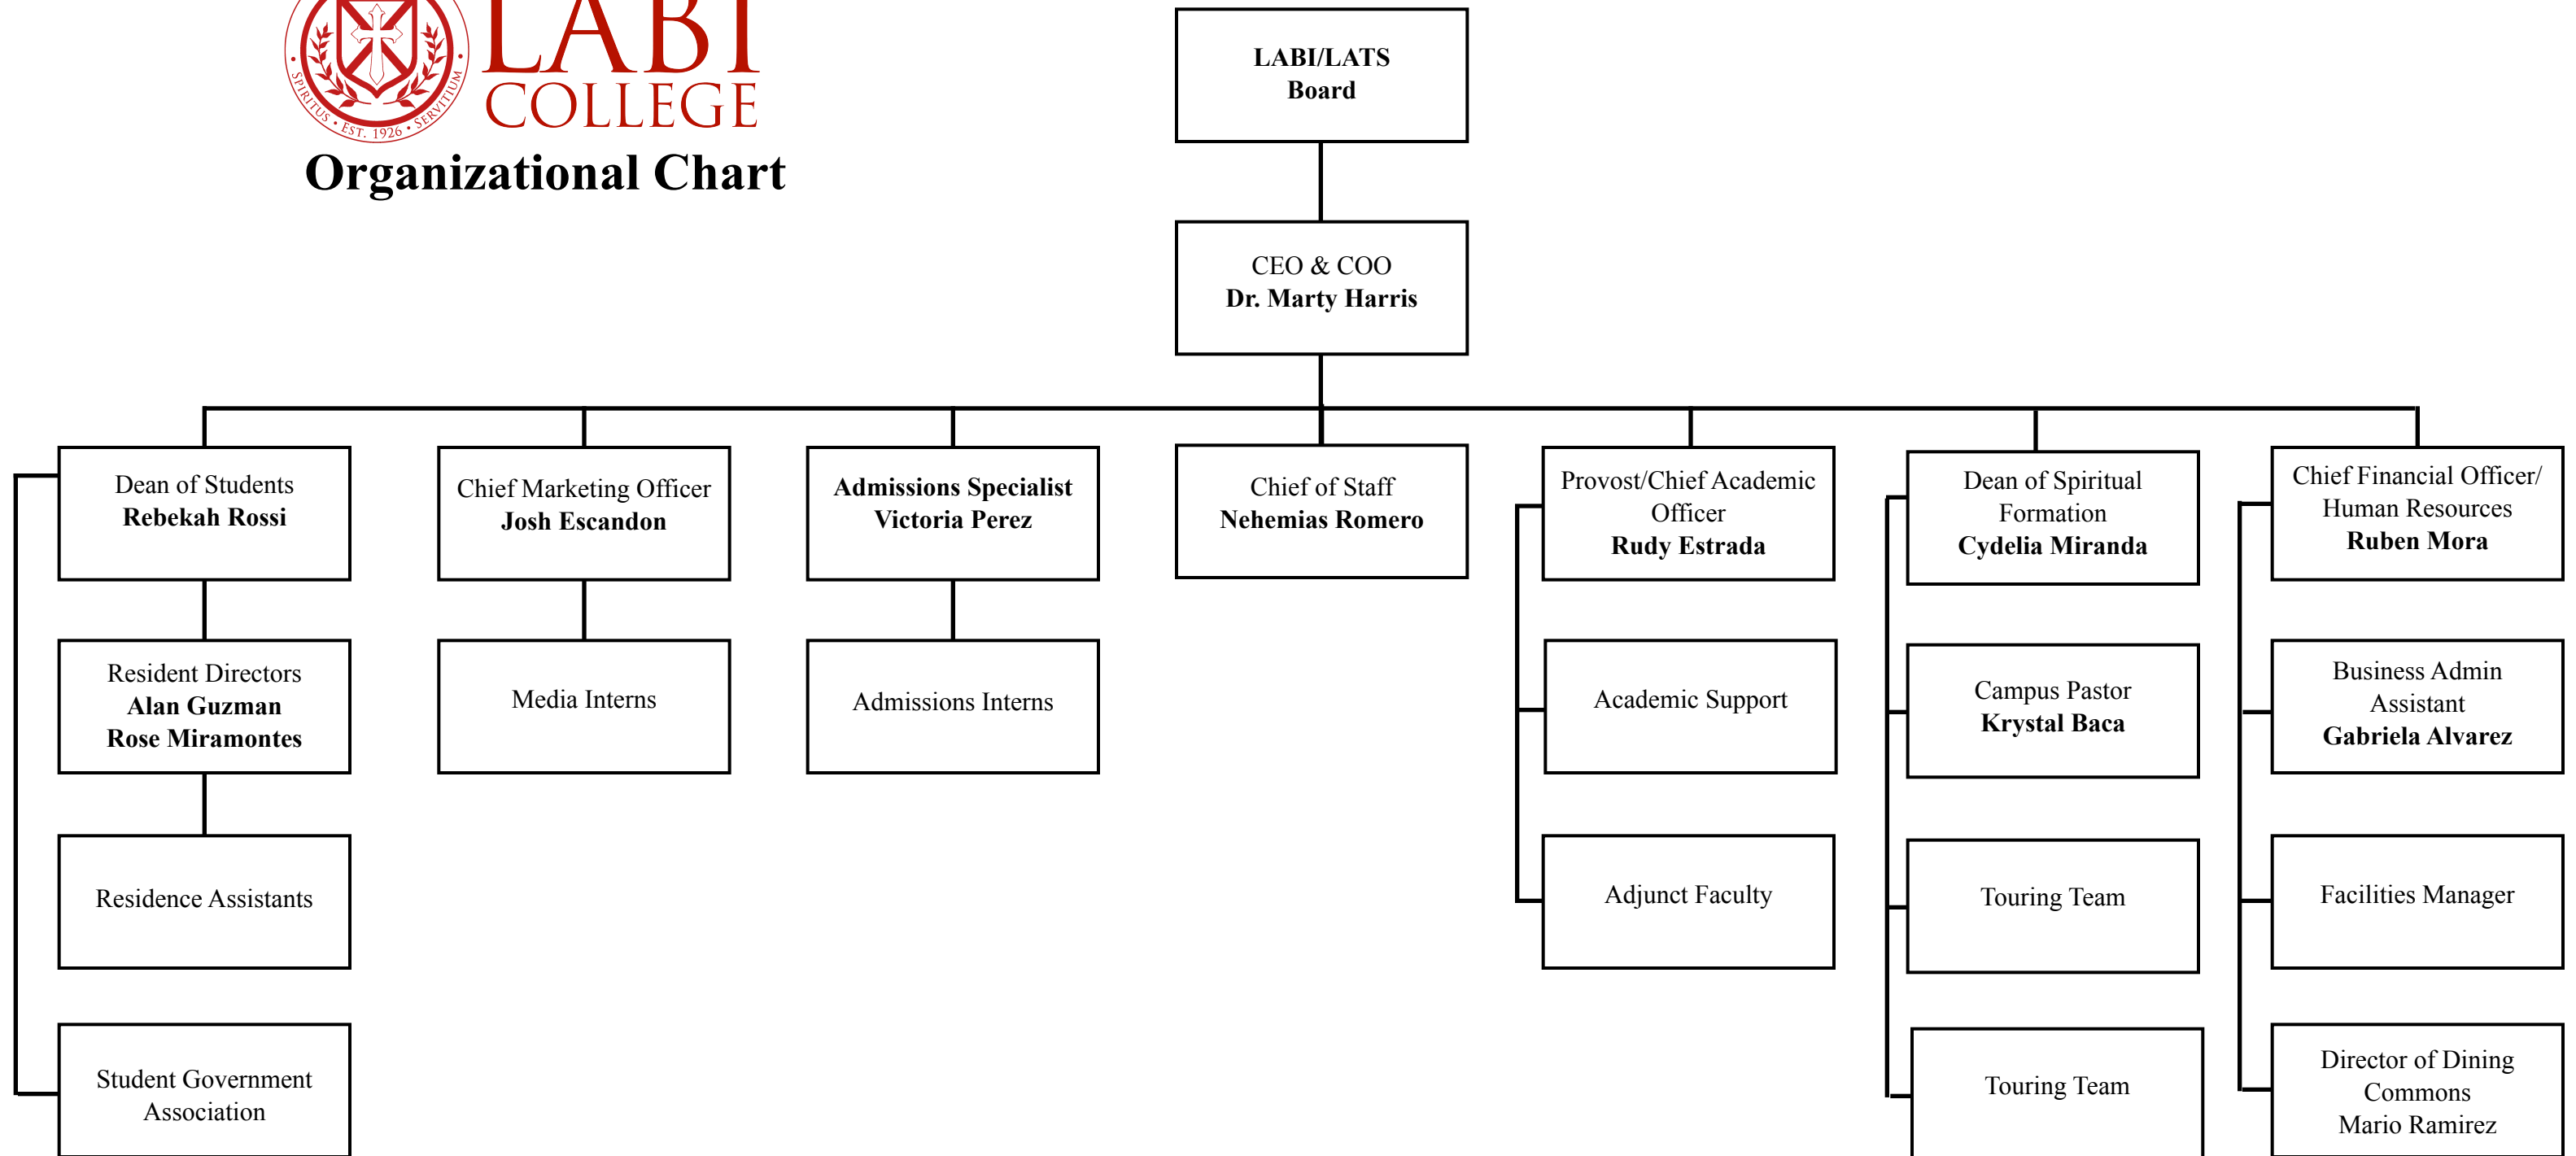 LABI
COLLEGE
SPIRITUS • EST. 1926 • SERVITIUM
Organizational Chart
LABI/LATS
Board
CEO & COO
Dr. Marty Harris
Dean of Students
Rebekah Rossi
Chief Marketing Officer
Josh Escandon
Admissions Specialist
Victoria Perez
Chief of Staff
Nehemias Romero
Provost/Chief Academic
Officer
Rudy Estrada
Dean of Spiritual
Formation
Cydelia Miranda
Chief Financial Officer/
Human Resources
Ruben Mora
Resident Directors
Alan Guzman
Rose Miramontes
Media Interns
Admissions Interns
Academic Support
Campus Pastor
Krystal Baca
Business Admin
Assistant
Gabriela Alvarez
Residence Assistants
Adjunct Faculty
Touring Team
Facilities Manager
Student Government
Association
Touring Team
Director of Dining
Commons
Mario Ramirez